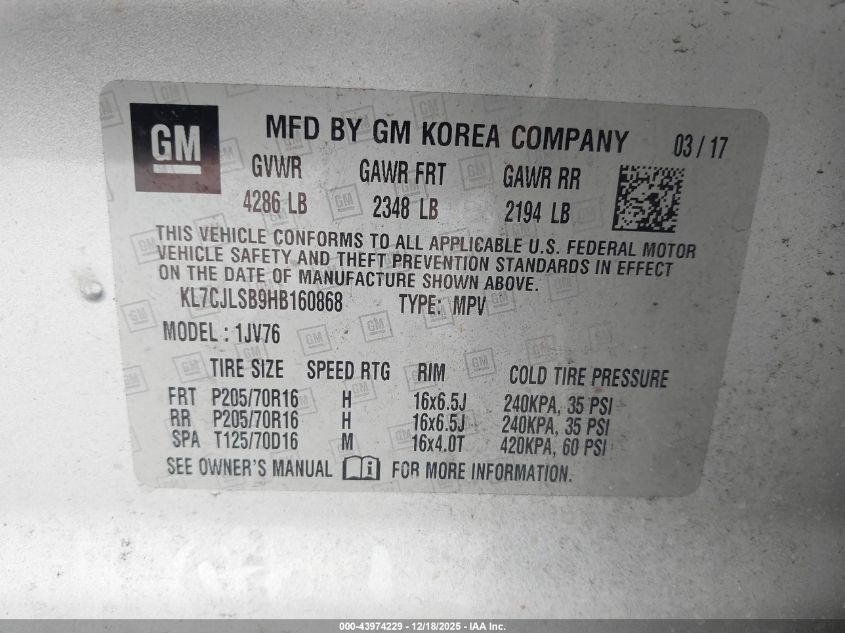 GM MFD BY GM KOREA COMPANY 03 / 17
GVWR GAWR FRT GAWR RR
4286 LB 2348 LB 2194 LB
THIS VEHICLE CONFORMS TO ALL APPLICABLE U.S. FEDERAL MOTOR
VEHICLE SAFETY AND THEFT PREVENTION STANDARDS IN EFFECT
ON THE DATE OF MANUFACTURE SHOWN ABOVE.
KL7CJLSB9HB160868 TYPE: MPV
MODEL : 1JV76
TIRE SIZE SPEED RTG RIM COLD TIRE PRESSURE
FRT P205/70R16 H 16x6.5J 240KPA, 35 PSI
RR P205/70R16 H 16x6.5J 240KPA, 35 PSI
SPA T125/70D16 M 16x4.0T 420KPA, 60 PSI
SEE OWNER'S MANUAL i FOR MORE INFORMATION.
000-43974229 - 12/18/2025 - IAA Inc.